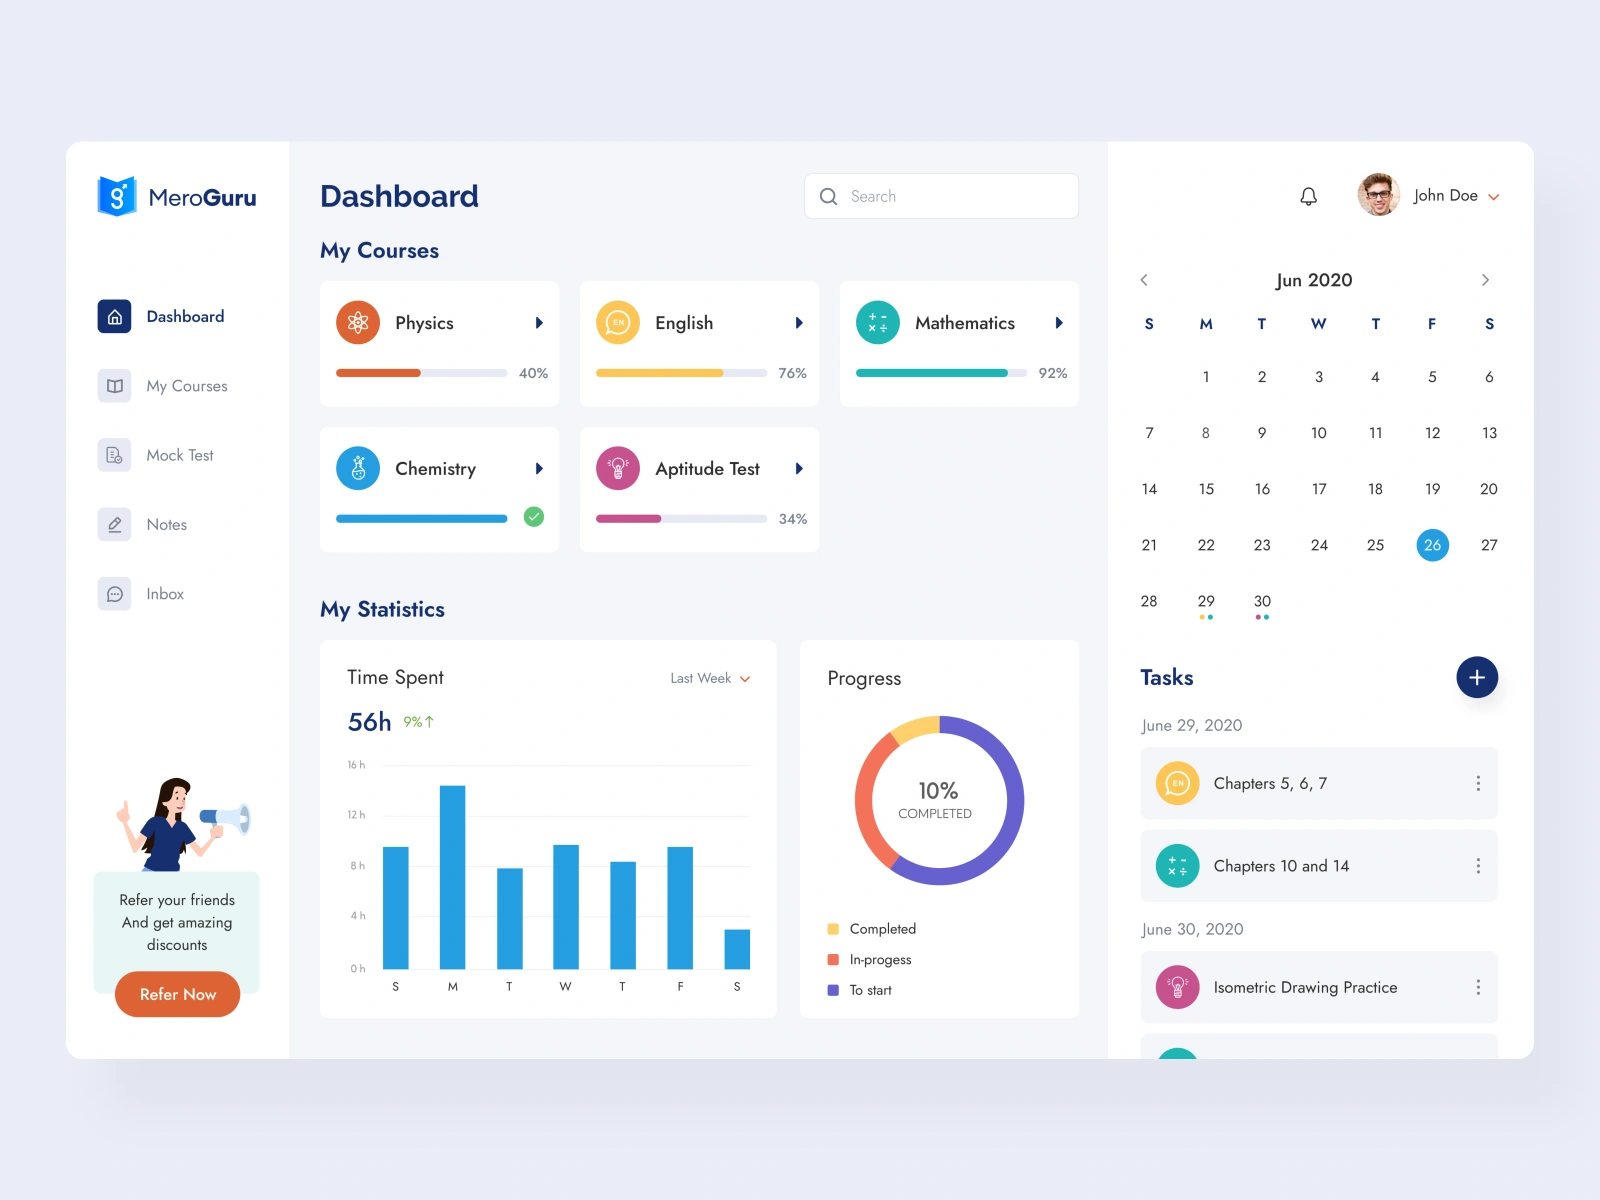 MeroGuru
Dashboard
My Courses
Mock Test
Notes
Inbox
Refer your friends
And get amazing
discounts
Refer Now
Dashboard
Search
My Courses
Physics
40%
EN
English
76%
Mathematics
92%
Chemistry
Aptitude Test
34%
My Statistics
Time Spent
Last Week
56h 9%↑
16 h
12 h
8 h
4 h
0 h
S M T W T F S
Progress
10%
COMPLETED
Completed
In-progess
To start
John Doe
Jun 2020
S M T W T F S
1 2 3 4 5 6
7 8 9 10 11 12 13
14 15 16 17 18 19 20
21 22 23 24 25 26 27
28 29 30
Tasks
June 29, 2020
EN
Chapters 5, 6, 7
Chapters 10 and 14
June 30, 2020
Isometric Drawing Practice